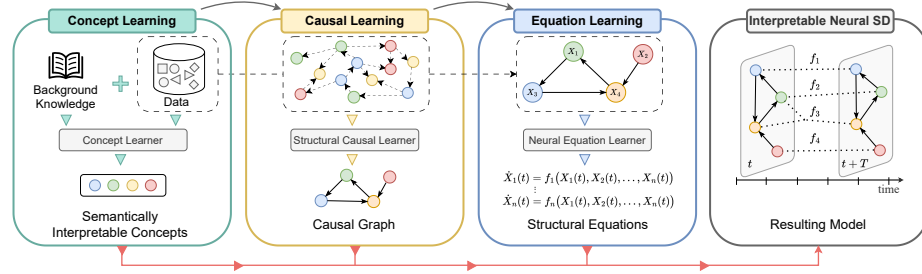 Concept Learning
Background
Knowledge
Data
Concept Learner
Semantically
Interpretable Concepts
Causal Learning
Structural Causal Learner
Causal Graph
Equation Learning
X₁
X₂
X₃
X₄
Neural Equation Learner
Ẋ₁(t) = f₁(X₁(t), X₂(t), . . . , Xₙ(t))
⋮
Ẋₙ(t) = fₙ(X₁(t), X₂(t), . . . , Xₙ(t))
Structural Equations
Interpretable Neural SD
f₁
f₂
f₃
f₄
t
t + T
time
Resulting Model